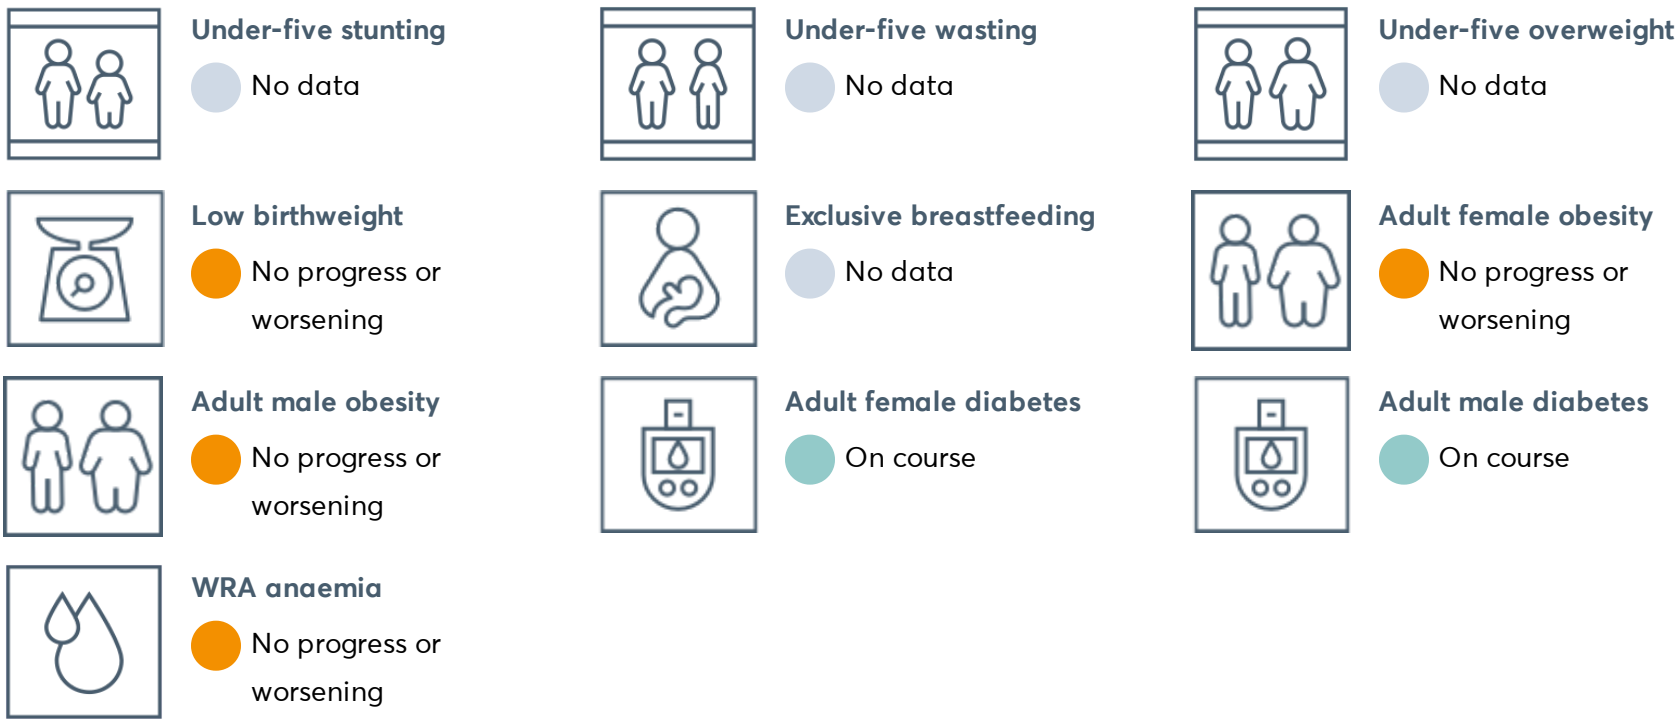 Under-five stunting
No data
Under-five wasting
No data
Under-five overweight
No data
Low birthweight
No progress or
worsening
Exclusive breastfeeding
No data
Adult female obesity
No progress or
worsening
Adult male obesity
No progress or
worsening
Adult female diabetes
On course
Adult male diabetes
On course
WRA anaemia
No progress or
worsening